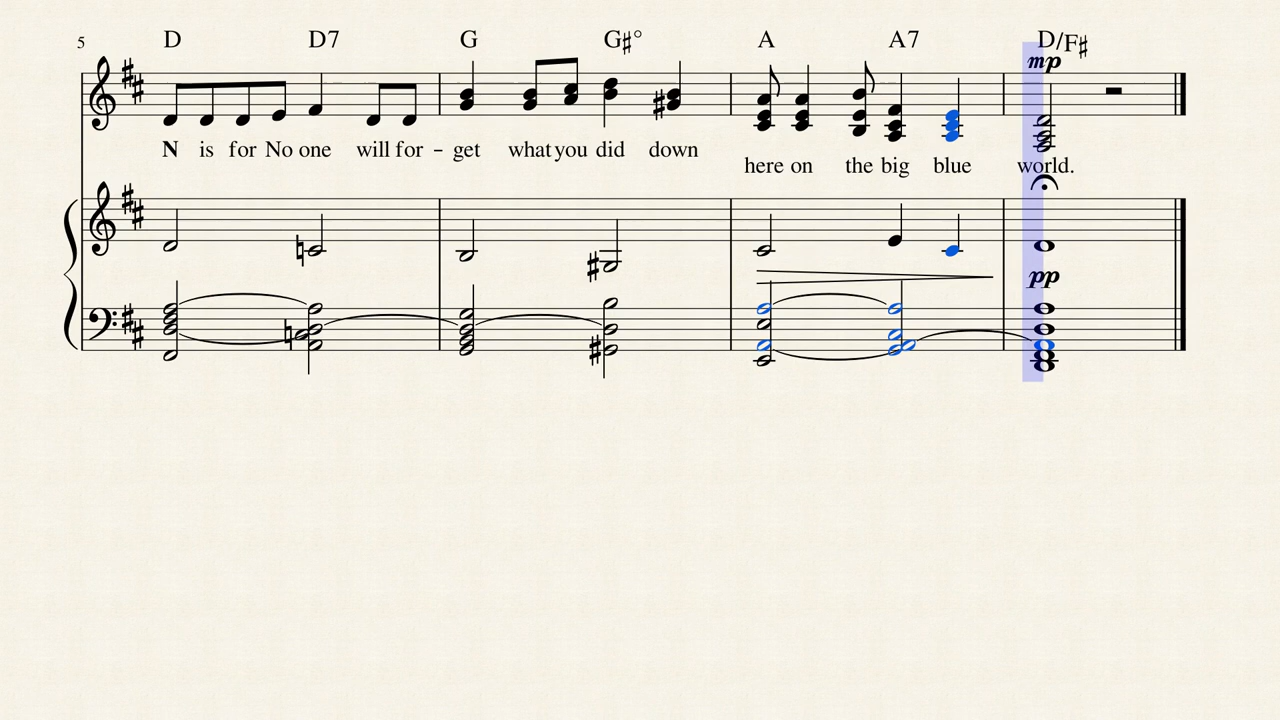 5 D D7 G G♯° A A7 D/F♯
mp
N is for No one will for - get what you did down here on the big blue world.
pp